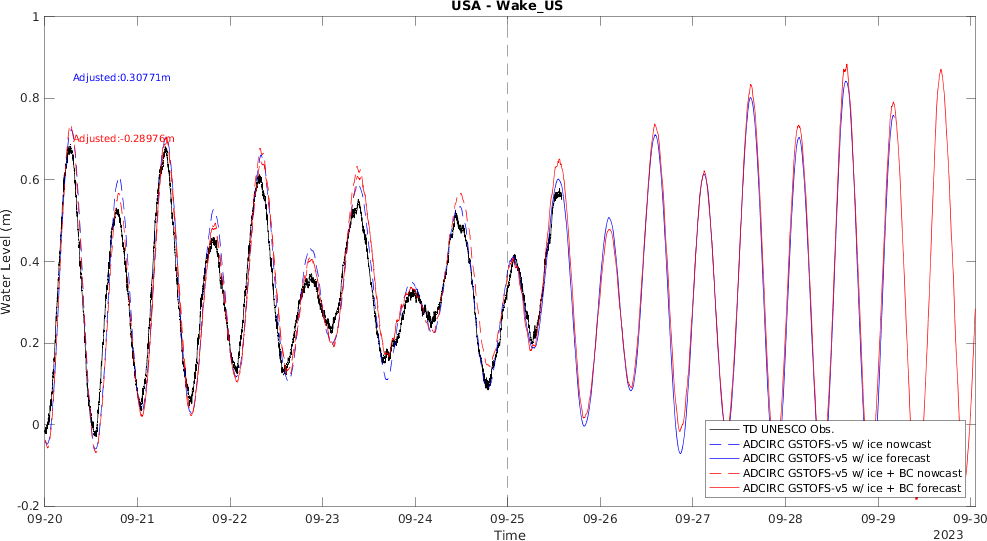 USA - Wake_US
1
0.8
0.6
0.4
0.2
0
-0.2
Water Level (m)
Adjusted:0.30771m
Adjusted:-0.28976m
TD UNESCO Obs.
ADCIRC GSTOFS-v5 w/ ice nowcast
ADCIRC GSTOFS-v5 w/ ice forecast
ADCIRC GSTOFS-v5 w/ ice + BC nowcast
ADCIRC GSTOFS-v5 w/ ice + BC forecast
09-20 09-21 09-22 09-23 09-24 09-25 09-26 09-27 09-28 09-29 09-30
Time
2023